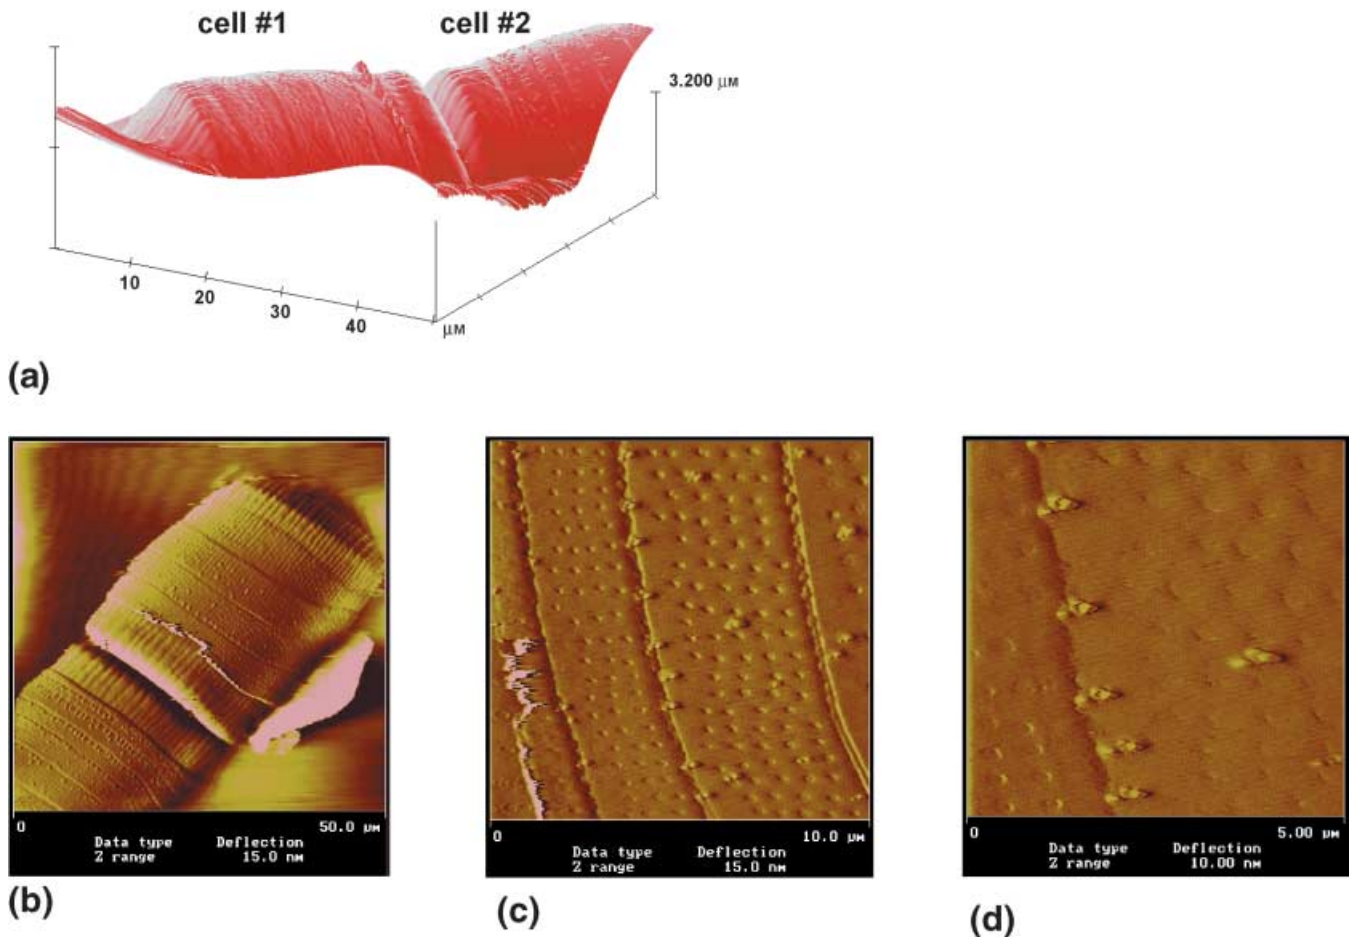 cell #1
cell #2
3.200 µм
10
20
30
40
µм
(a)
0
50.0 µм
Data type
Deflection
Z range
15.0 nм
(b)
0
10.0 µм
Data type
Deflection
Z range
15.0 nм
(c)
0
5.00 µм
Data type
Deflection
Z range
10.00 nм
(d)